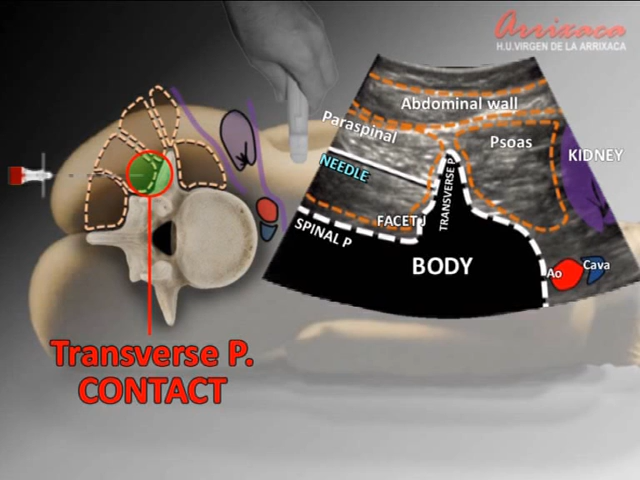 Arrixaca
H.U.VIRGEN DE LA ARRIXACA
Abdominal wall
Paraspinal
Psoas
KIDNEY
NEEDLE
TRANSVERSE P
FACET J
SPINAL P
BODY
Ao
Cava
Transverse P.
CONTACT